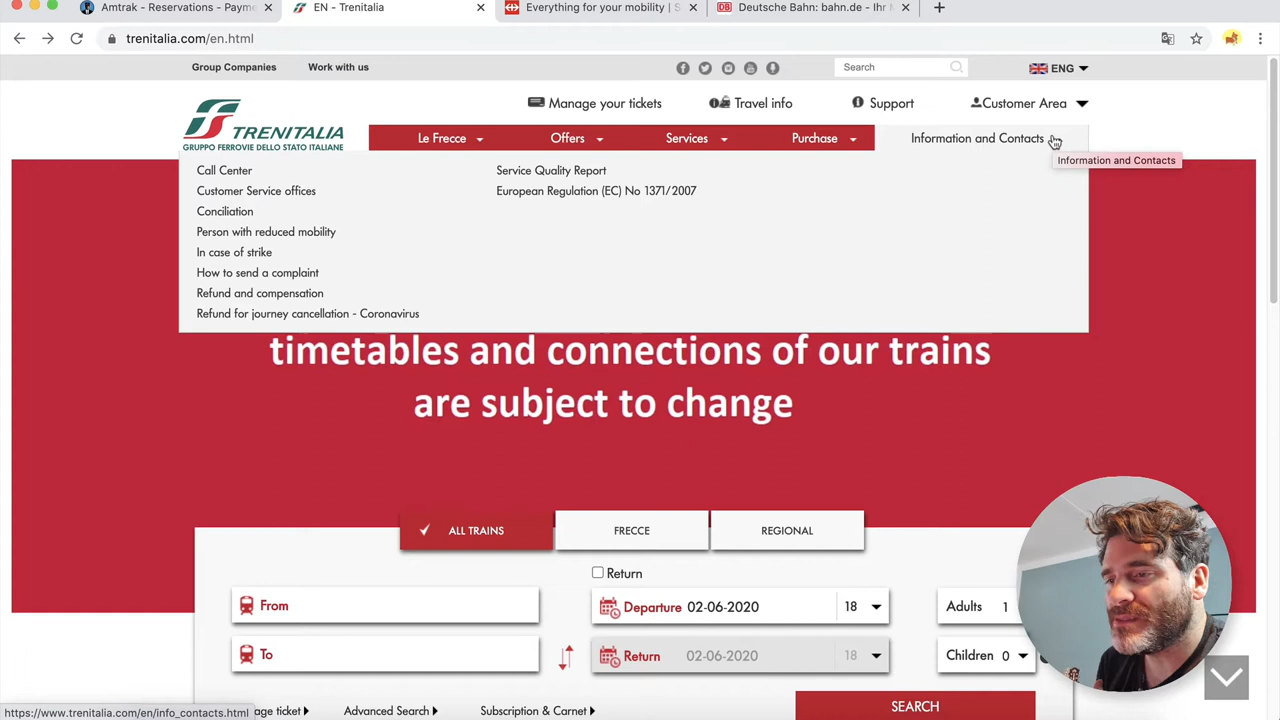 Amtrak - Reservations - Payme
EN - Trenitalia
Everything for your mobility | S
DB Deutsche Bahn: bahn.de - Ihr M
trenitalia.com/en.html
Group Companies
Work with us
Search
ENG
Manage your tickets
Travel info
Support
Customer Area
TRENITALIA
GRUPPO FERROVIE DELLO STATO ITALIANE
Le Frecce
Offers
Services
Purchase
Information and Contacts
Information and Contacts
Call Center
Customer Service offices
Conciliation
Person with reduced mobility
In case of strike
How to send a complaint
Refund and compensation
Refund for journey cancellation - Coronavirus
Service Quality Report
European Regulation (EC) No 1371/2007
timetables and connections of our trains
are subject to change
ALL TRAINS
FRECCE
REGIONAL
Return
From
Departure 02-06-2020 18
Adults 1
To
Return 02-06-2020 18
Children 0
https://www.trenitalia.com/en/info_contacts.html
age ticket
Advanced Search
Subscription & Carnet
SEARCH